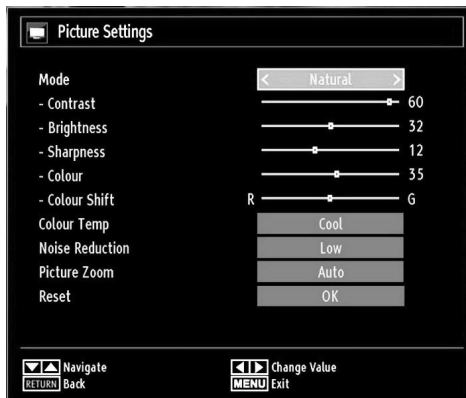 Picture Settings
Mode < Natural >
- Contrast 60
- Brightness 32
- Sharpness 12
- Colour 35
- Colour Shift R G
Colour Temp Cool
Noise Reduction Low
Picture Zoom Auto
Reset OK
Navigate Change Value
RETURN Back MENU Exit